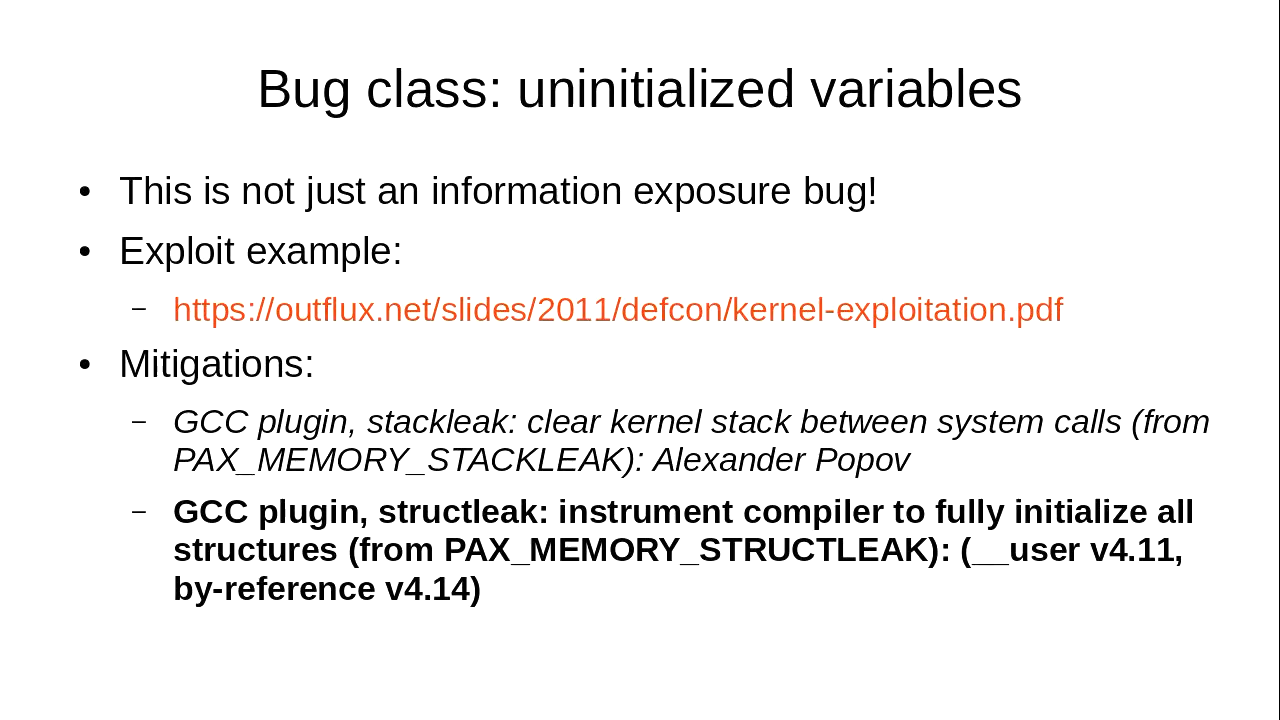 Bug class: uninitialized variables
• This is not just an information exposure bug!
• Exploit example:
– https://outflux.net/slides/2011/defcon/kernel-exploitation.pdf
• Mitigations:
– GCC plugin, stackleak: clear kernel stack between system calls (from
PAX_MEMORY_STACKLEAK): Alexander Popov
– GCC plugin, structleak: instrument compiler to fully initialize all
structures (from PAX_MEMORY_STRUCTLEAK): (__user v4.11,
by-reference v4.14)